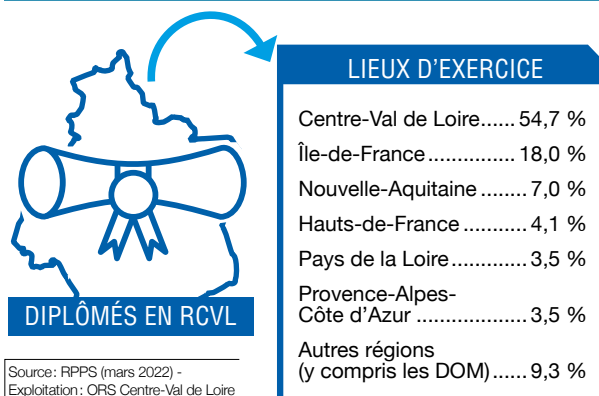 LIEUX D'EXERCICE
Centre-Val de Loire...... 54,7 %
Île-de-France............... 18,0 %
Nouvelle-Aquitaine ........ 7,0 %
Hauts-de-France ........... 4,1 %
Pays de la Loire............. 3,5 %
Provence-Alpes-
Côte d'Azur ................... 3,5 %
Autres régions
(y compris les DOM)...... 9,3 %
DIPLÔMÉS EN RCVL
Source: RPPS (mars 2022) -
Exploitation: ORS Centre-Val de Loire